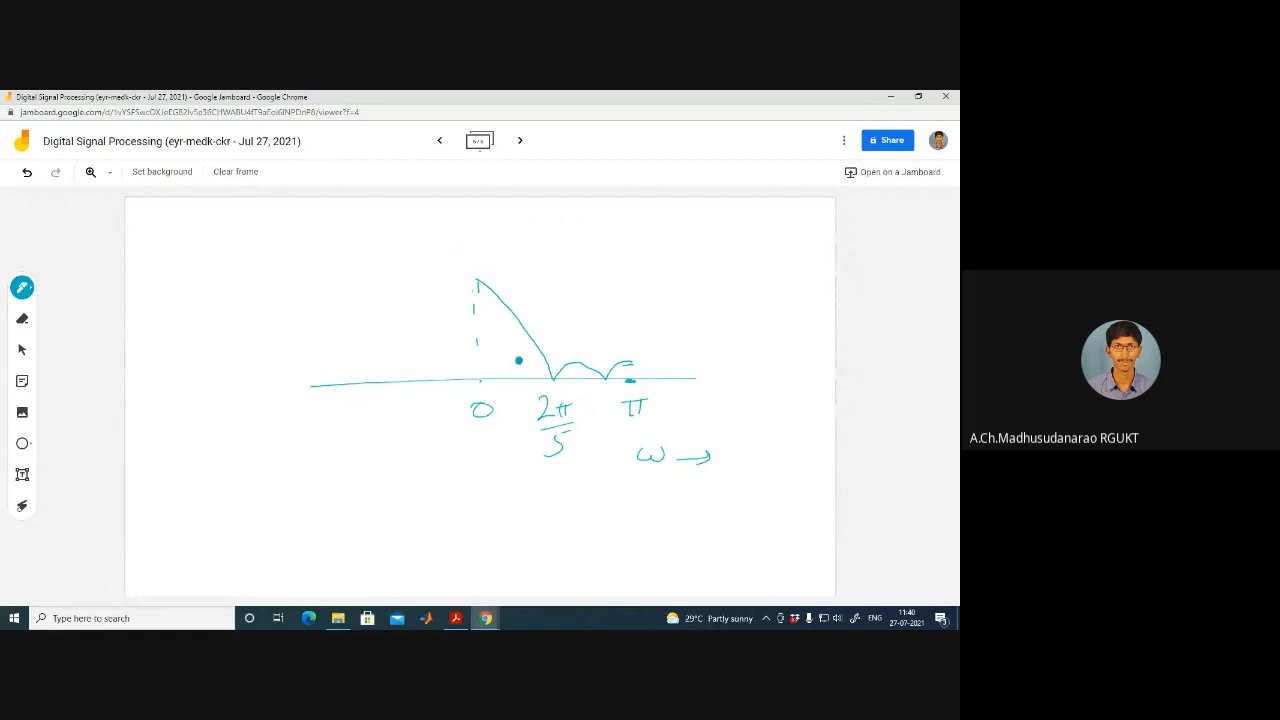 Digital Signal Processing (eyr-medk-ckr - Jul 27, 2021) - Google Jamboard - Google Chrome
Digital Signal Processing (eyr-medk-ckr - Jul 27, 2021)
Share
Set background
Clear frame
Open on a Jamboard
0
2π
5
π
ω →
A.Ch.Madhusudanarao RGUKT
Type here to search
29°C Partly sunny
ENG
11:40
27-07-2021